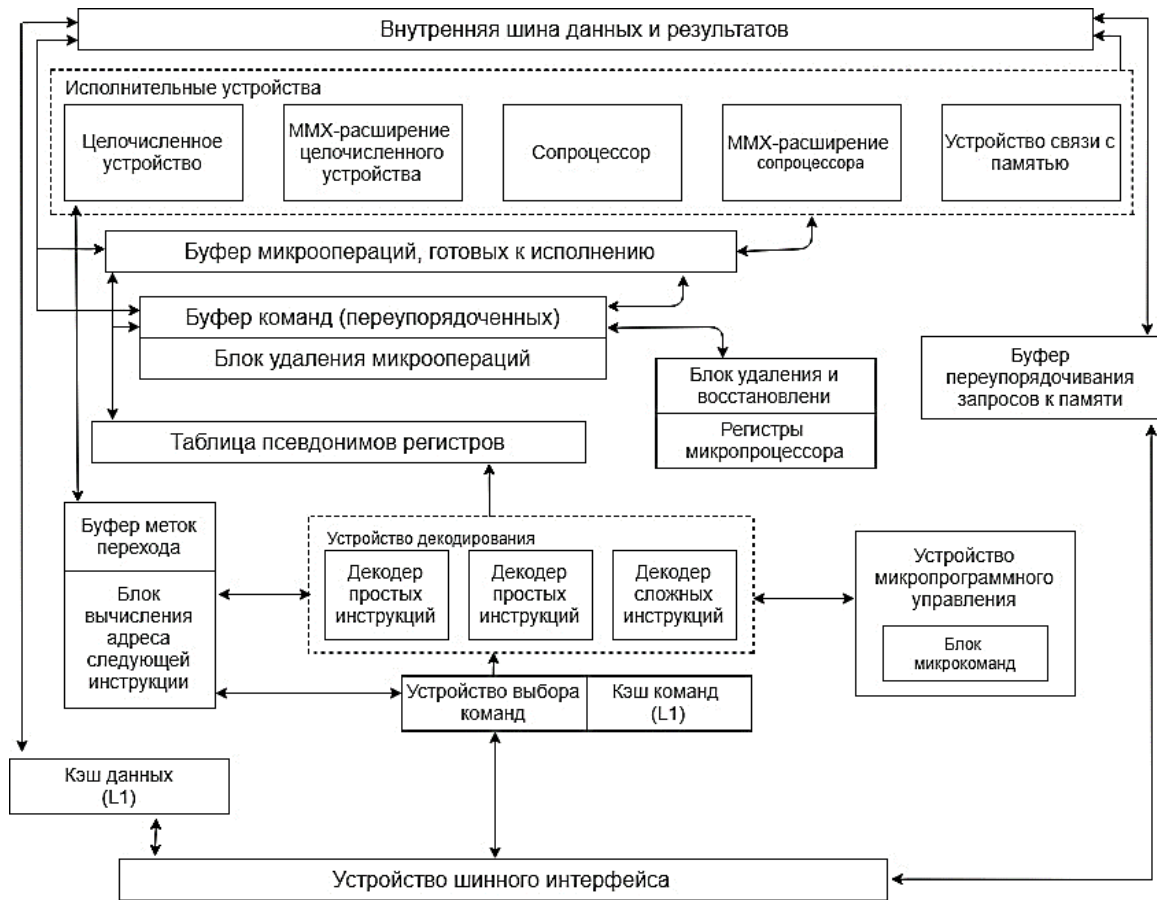 Внутренняя шина данных и результатов
Исполнительные устройства
Целочисленное
устройство
MMX-расширение
целочисленного
устройства
Сопроцессор
MMX-расширение
сопроцессора
Устройство связи с
памятью
Буфер микроопераций, готовых к исполнению
Буфер команд (переупорядоченных)
Блок удаления микроопераций
Блок удаления и
восстановлени
Регистры
микропроцессора
Буфер
переупорядочивания
запросов к памяти
Таблица псевдонимов регистров
Буфер меток
перехода
Блок
вычисления
адреса
следующей
инструкции
Устройство декодирования
Декодер
простых
инструкций
Декодер
простых
инструкций
Декодер
сложных
инструкций
Устройство
микропрограммного
управления
Блок
микрокоманд
Устройство выбора
команд
Кэш команд
(L1)
Кэш данных
(L1)
Устройство шинного интерфейса